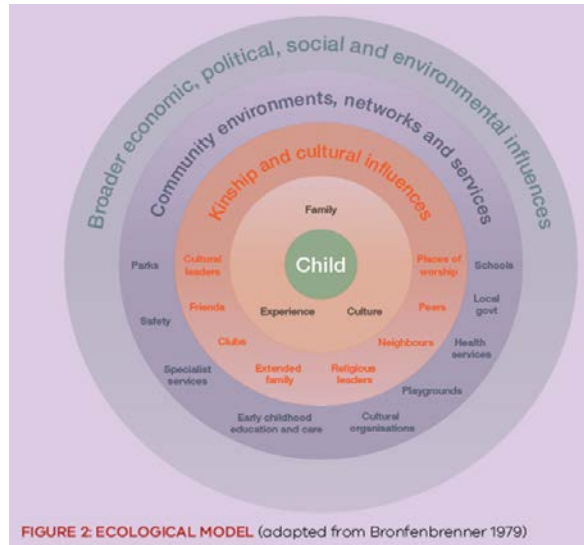 Broader economic, political, social and environmental influences
Community environments, networks and services
Kinship and cultural influences
Family
Child
Experience
Culture
Cultural
leaders
Places of
worship
Friends
Peers
Clubs
Neighbours
Extended
family
Religious
leaders
Parks
Schools
Safety
Local
govt
Specialist
services
Health
services
Playgrounds
Early childhood
education and care
Cultural
organisations
FIGURE 2: ECOLOGICAL MODEL (adapted from Bronfenbrenner 1979)